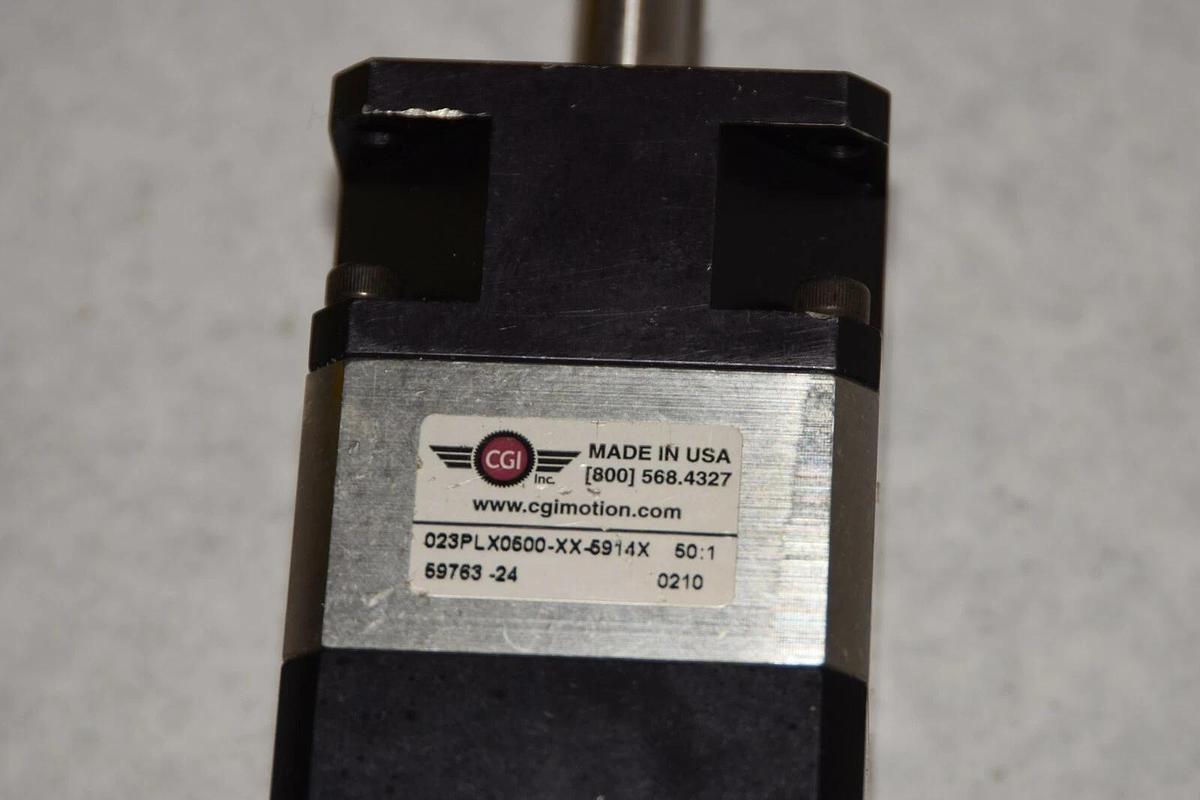 CGI
Inc.
MADE IN USA
[800] 568.4327
www.cgimotion.com
023PLX0500-XX-5914X 50:1
59763 -24 0210